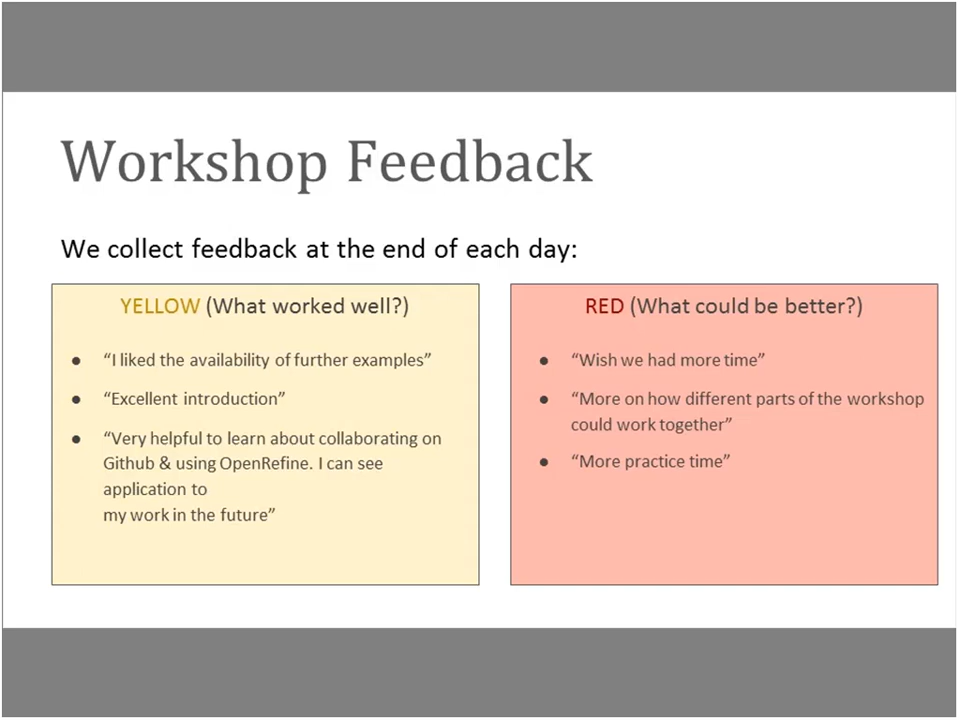 Workshop Feedback
We collect feedback at the end of each day:
YELLOW (What worked well?)
● “I liked the availability of further examples”
● “Excellent introduction”
● “Very helpful to learn about collaborating on
Github & using OpenRefine. I can see
application to
my work in the future”
RED (What could be better?)
● “Wish we had more time”
● “More on how different parts of the workshop
could work together”
● “More practice time”